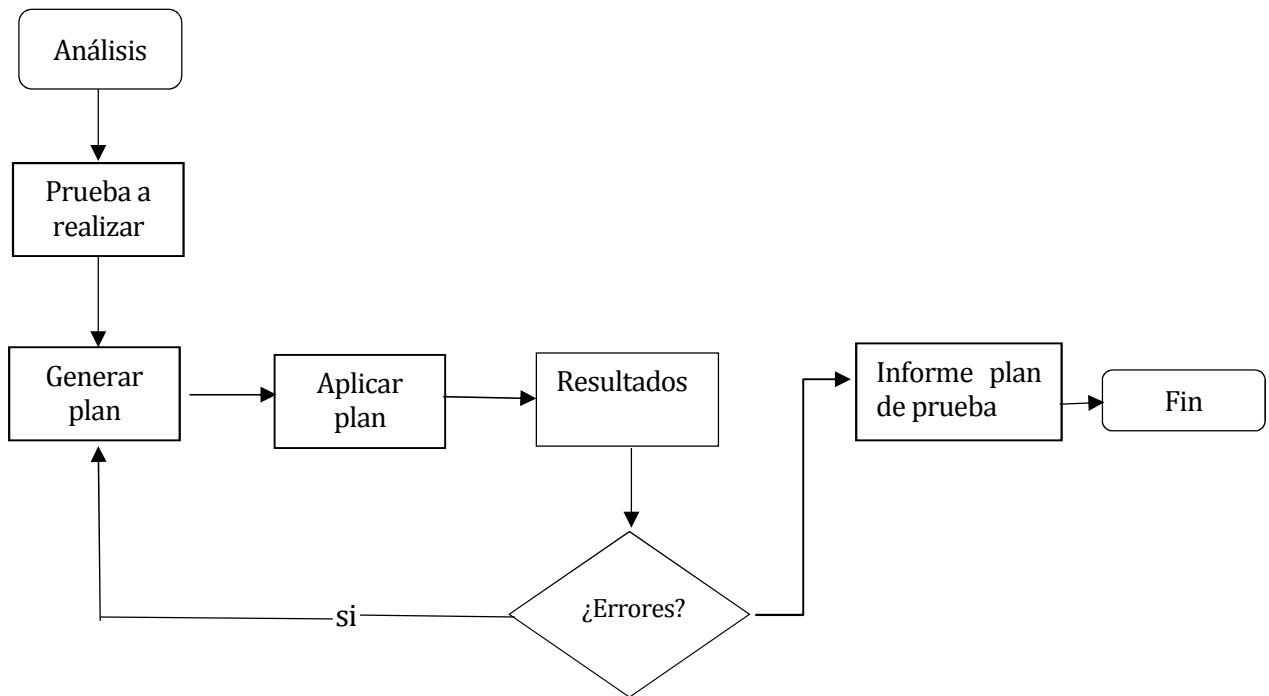 Análisis
Prueba a
realizar
Generar
plan
Aplicar
plan
Resultados
Informe plan
de prueba
Fin
¿Errores?
si